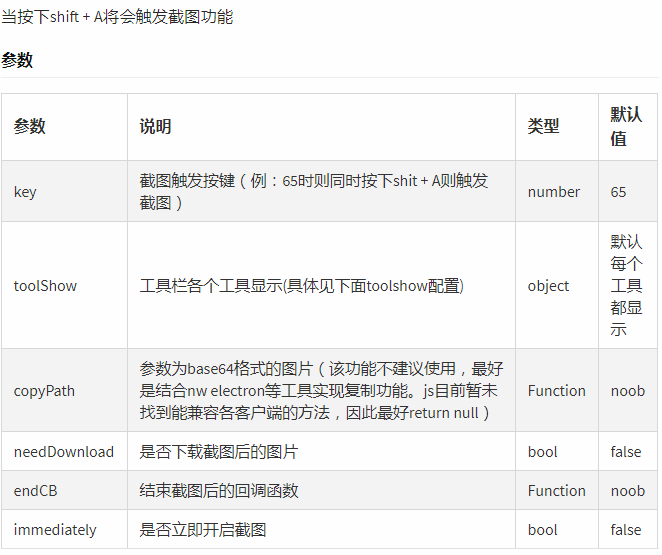 当按下shift + A将会触发截图功能
参数
参数 说明 类型 默认
值
key 截图触发按键（例：65时则同时按下shit + A则触发
截图） number 65
toolShow 工具栏各个工具显示(具体见下面toolshow配置) object 默认
每个
工具
都显
示
copyPath 参数为base64格式的图片（该功能不建议使用，最好
是结合nw electron等工具实现复制功能。js目前暂未
找到能兼容各客户端的方法，因此最好return null） Function noob
needDownload 是否下载截图后的图片 bool false
endCB 结束截图后的回调函数 Function noob
immediately 是否立即开启截图 bool false